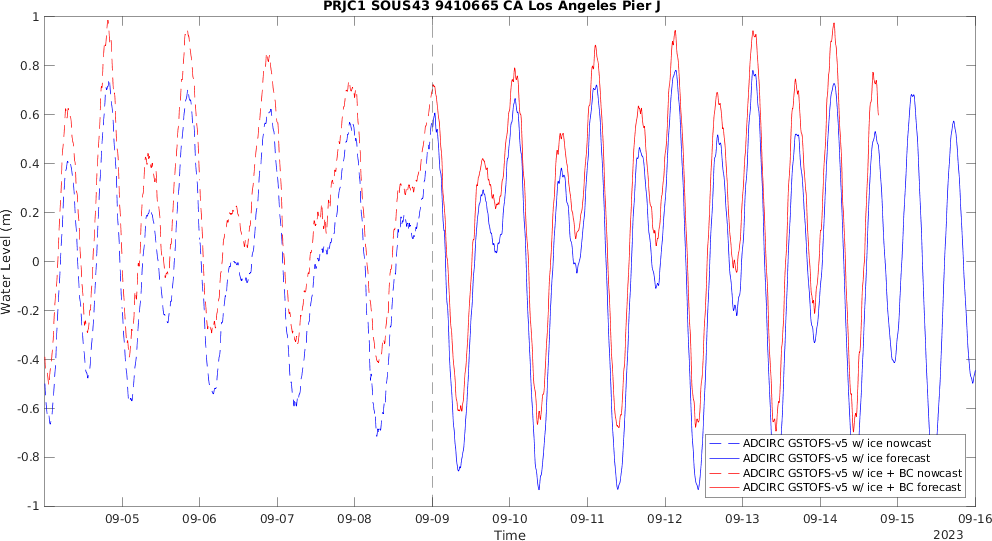 PRJC1 SOUS43 9410665 CA Los Angeles Pier J
Water Level (m)
1
0.8
0.6
0.4
0.2
0
-0.2
-0.4
-0.6
-0.8
-1
ADCIRC GSTOFS-v5 w/ ice nowcast
ADCIRC GSTOFS-v5 w/ ice forecast
ADCIRC GSTOFS-v5 w/ ice + BC nowcast
ADCIRC GSTOFS-v5 w/ ice + BC forecast
09-05 09-06 09-07 09-08 09-09 09-10 09-11 09-12 09-13 09-14 09-15 09-16
Time
2023